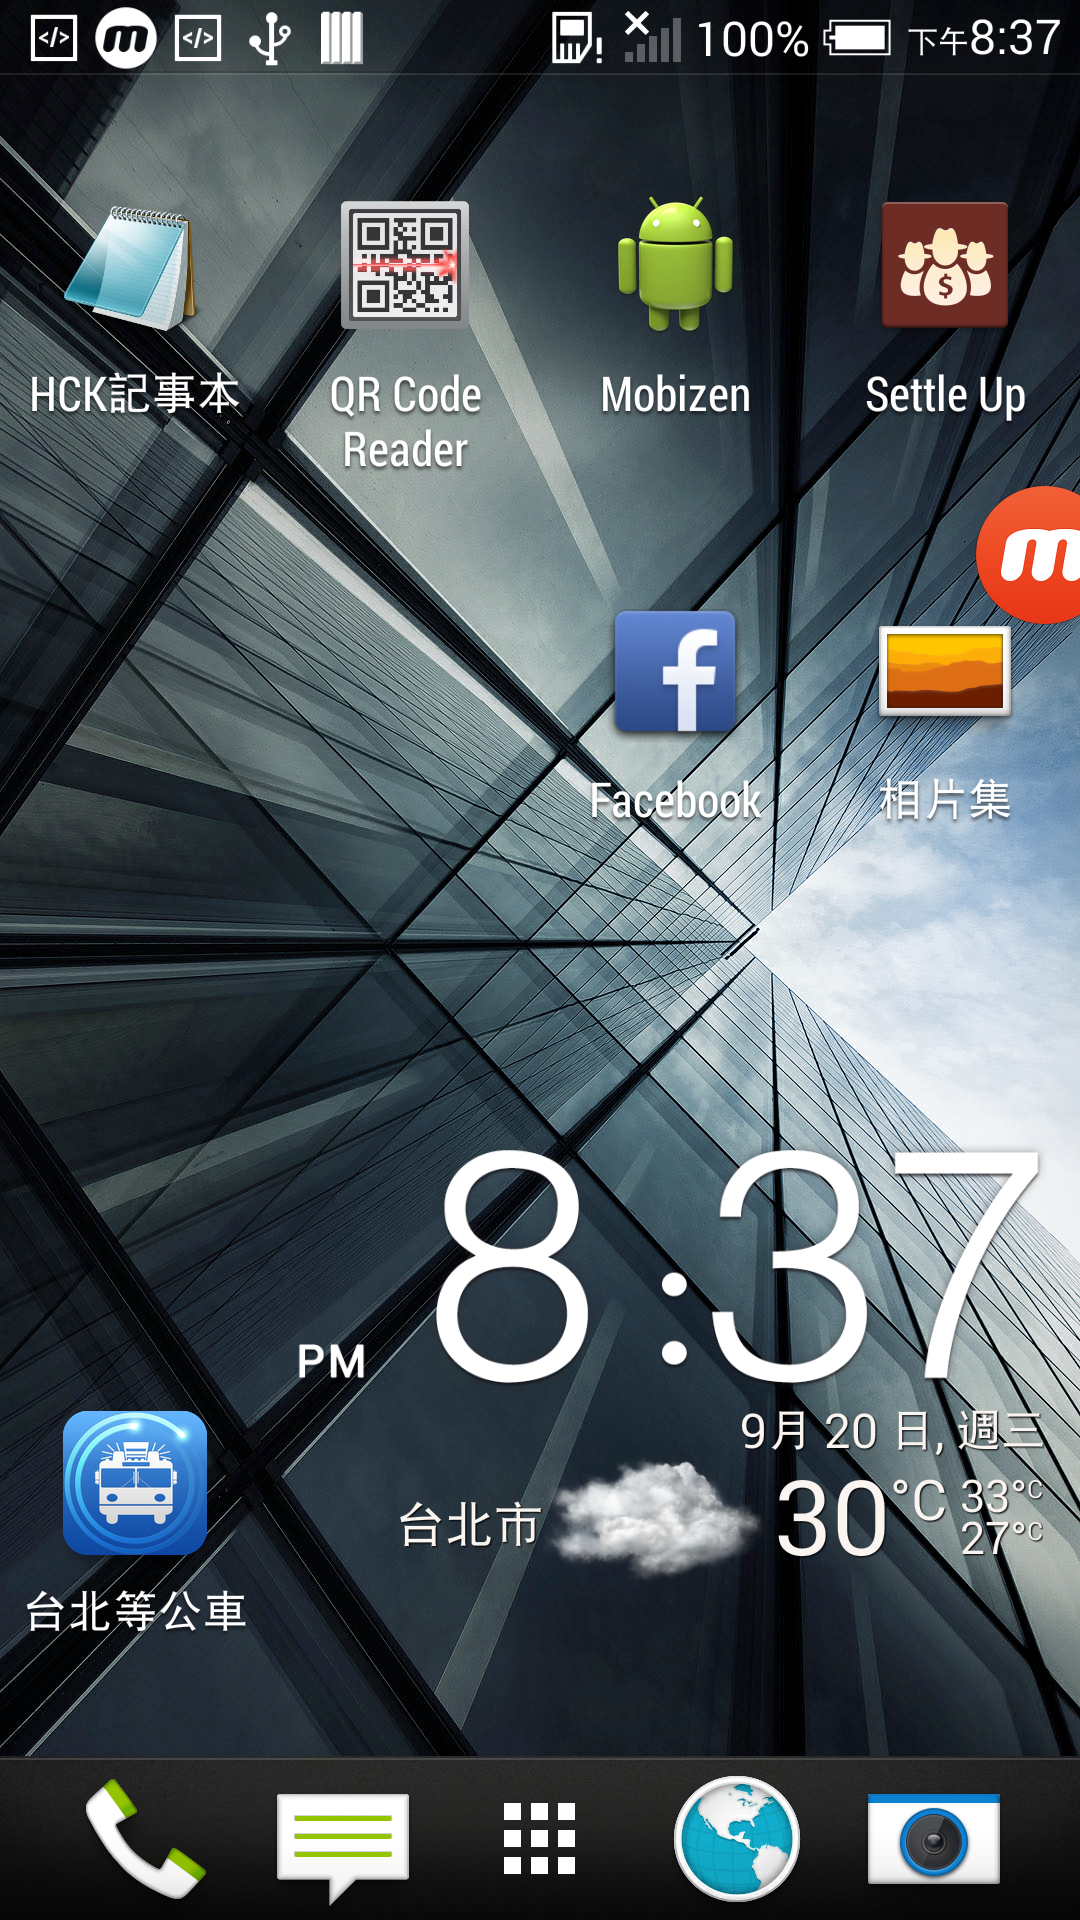 </> m </> 100% 下午8:37
HCK記事本
QR Code
Reader
Mobizen
Settle Up
Facebook
相片集
PM 8:37
9月 20 日, 週三
台北市 30°C 33°C
27°C
台北等公車